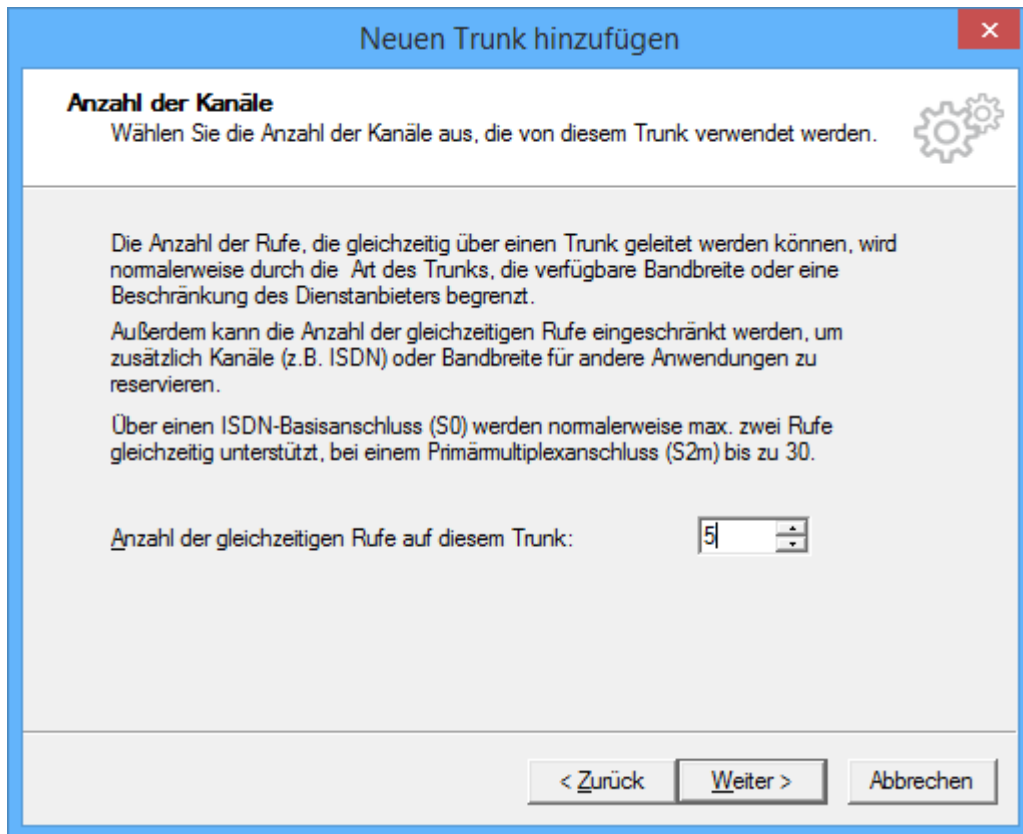 Neuen Trunk hinzufügen
Anzahl der Kanäle
Wählen Sie die Anzahl der Kanäle aus, die von diesem Trunk verwendet werden.
Die Anzahl der Rufe, die gleichzeitig über einen Trunk geleitet werden können, wird
normalerweise durch die  Art des Trunks, die verfügbare Bandbreite oder eine
Beschränkung des Dienstanbieters begrenzt.
Außerdem kann die Anzahl der gleichzeitigen Rufe eingeschränkt werden, um
zusätzlich Kanäle (z.B. ISDN) oder Bandbreite für andere Anwendungen zu
reservieren.
Über einen ISDN-Basisanschluss (S0) werden normalerweise max. zwei Rufe
gleichzeitig unterstützt, bei einem Primärmultiplexanschluss (S2m) bis zu 30.
Anzahl der gleichzeitigen Rufe auf diesem Trunk: 5
< Zurück Weiter > Abbrechen